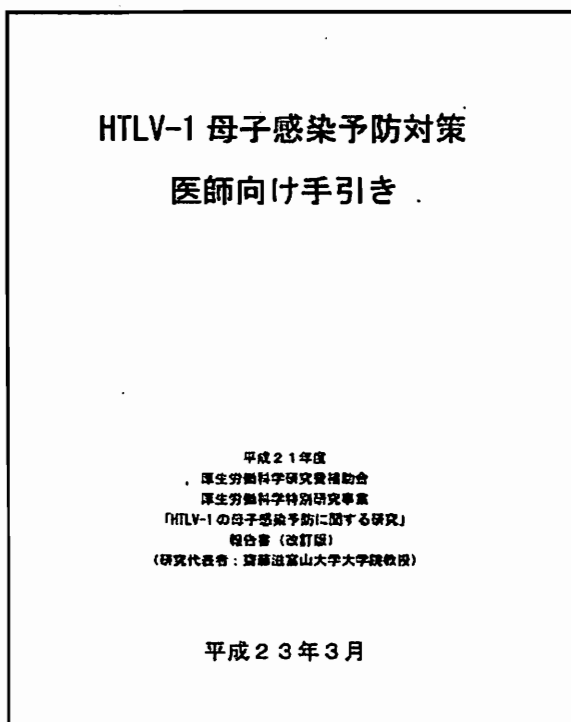 HTLV-1 母子感染予防対策
医師向け手引き
平成21年度
厚生労働科学研究費補助金
厚生労働科学特別研究事業
「HTLV-1の母子感染予防に関する研究」
報告書(改訂版)
(研究代表者:齋藤滋富山大学大学院教授)
平成23年3月